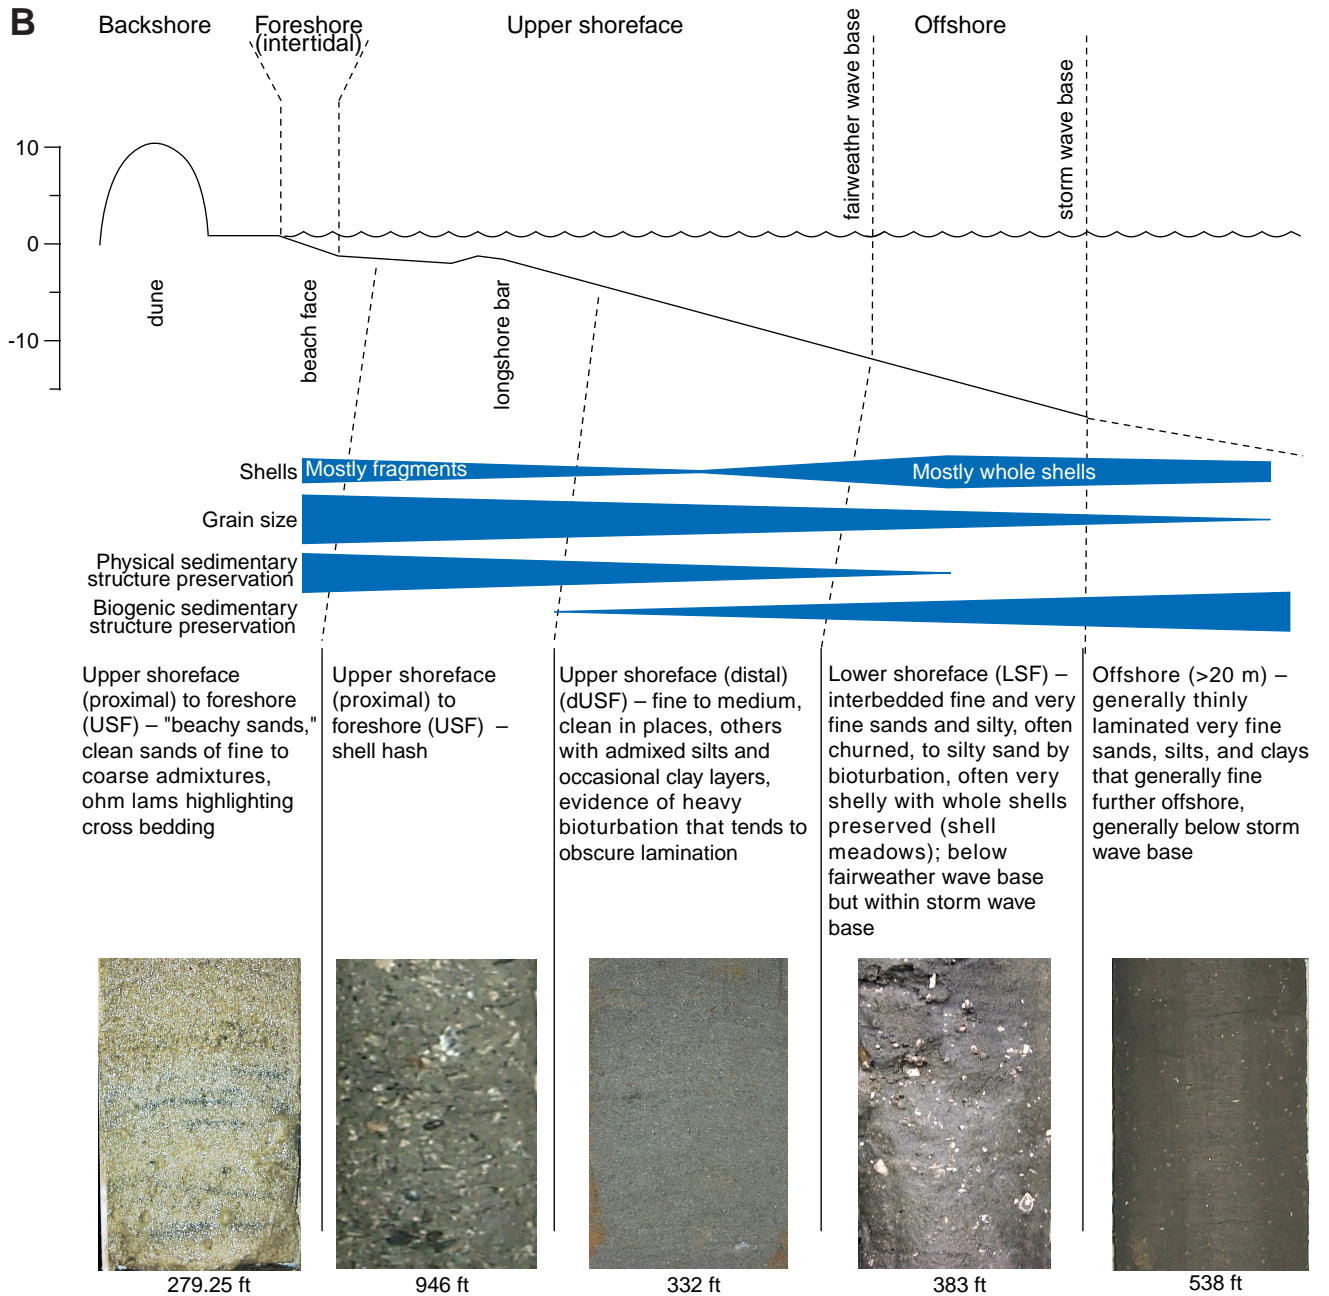 B
Backshore
Foreshore
(intertidal)
Upper shoreface
Offshore
fairweather wave base
storm wave base
10
0
-10
dune
beach face
longshore bar
Shells
Mostly fragments
Mostly whole shells
Grain size
Physical sedimentary
structure preservation
Biogenic sedimentary
structure preservation
Upper shoreface
(proximal) to foreshore
(USF) – "beachy sands,"
clean sands of fine to
coarse admixtures,
ohm lams highlighting
cross bedding
Upper shoreface
(proximal) to
foreshore (USF) –
shell hash
Upper shoreface (distal)
(dUSF) – fine to medium,
clean in places, others
with admixed silts and
occasional clay layers,
evidence of heavy
bioturbation that tends to
obscure lamination
Lower shoreface (LSF) –
interbedded fine and very
fine sands and silty, often
churned, to silty sand by
bioturbation, often very
shelly with whole shells
preserved (shell
meadows); below
fairweather wave base
but within storm wave
base
Offshore (>20 m) –
generally thinly
laminated very fine
sands, silts, and clays
that generally fine
further offshore,
generally below storm
wave base
279.25 ft
946 ft
332 ft
383 ft
538 ft